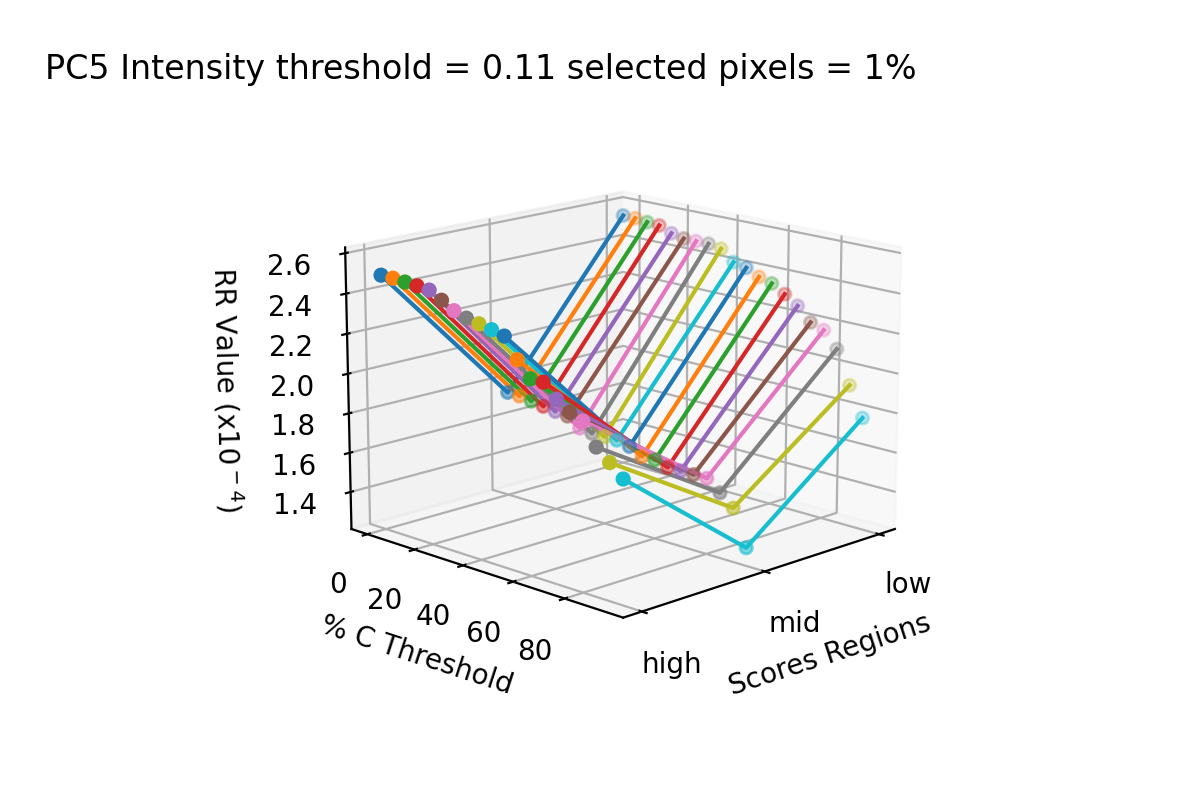 PC5 Intensity threshold = 0.11 selected pixels = 1%
RR Value (x10⁻⁴)
2.6
2.4
2.2
2.0
1.8
1.6
1.4
0
20
40
60
80
% C Threshold
high
mid
low
Scores Regions